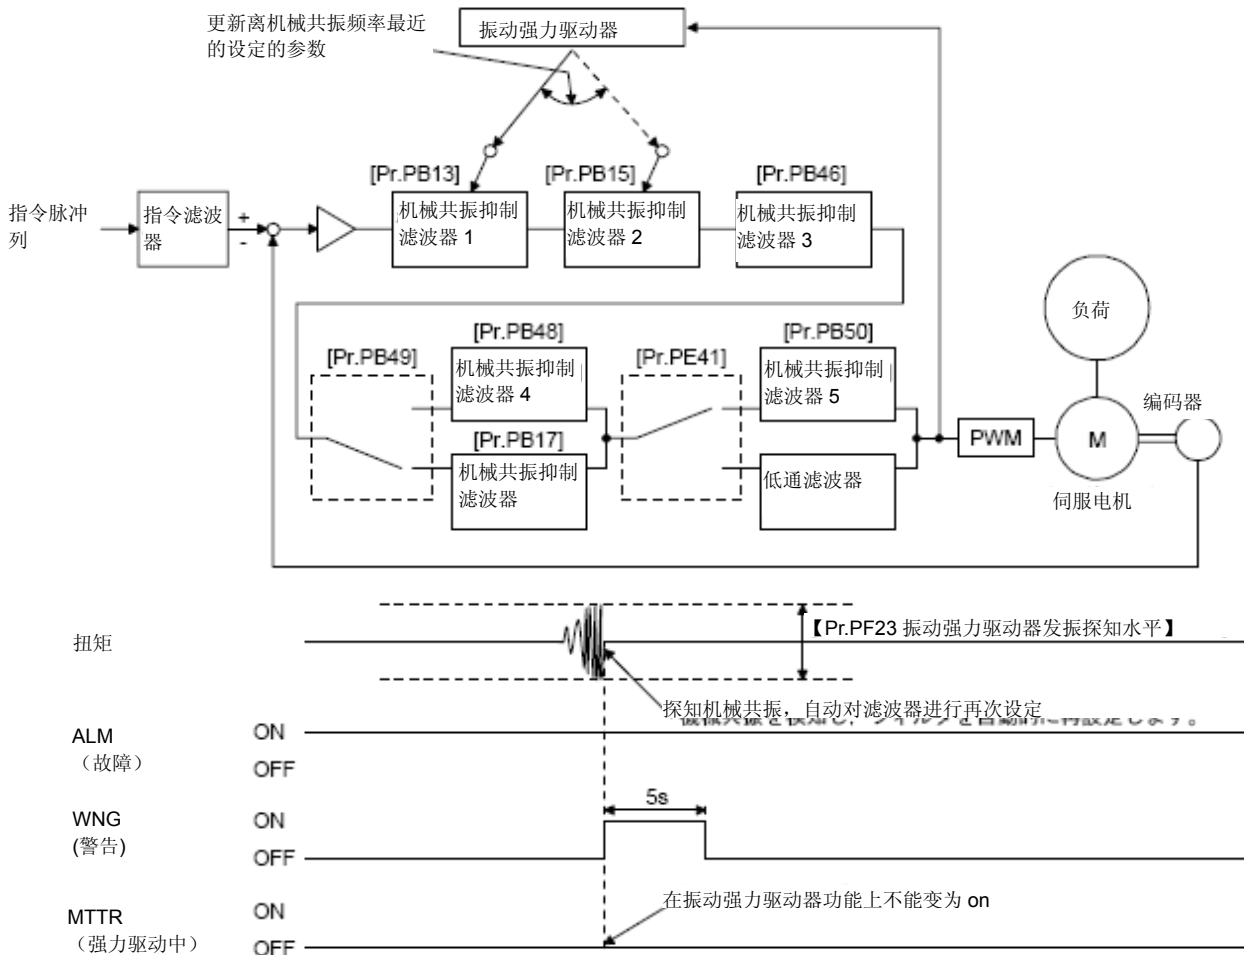 更新离机械共振频率最近
的设定的参数
振动强力驱动器
[Pr.PB13]
[Pr.PB15]
[Pr.PB46]
指令脉冲
列
指令滤波
器
+
-
机械共振抑制
滤波器 1
机械共振抑制
滤波器 2
机械共振抑制
滤波器 3
负荷
[Pr.PB48]
[Pr.PB50]
[Pr.PB49]
[Pr.PE41]
机械共振抑制
滤波器 4
机械共振抑制
滤波器 5
编码器
[Pr.PB17]
PWM
M
机械共振抑制
滤波器
低通滤波器
伺服电机
扭矩
【Pr.PF23 振动强力驱动器发振探知水平】
探知机械共振，自动对滤波器进行再次设定
ALM
（故障）
ON
OFF
5s
WNG
(警告)
ON
OFF
在振动强力驱动器功能上不能变为 on
MTTR
（强力驱动中）
ON
OFF